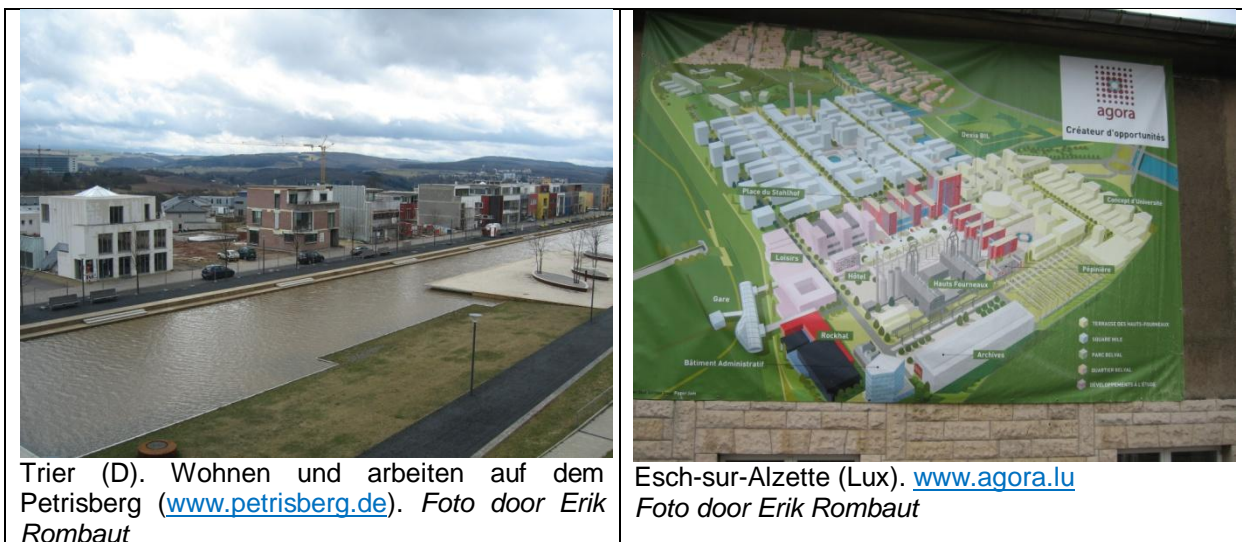 agora
Créateur d'opportunités
Dexia BIL
Place du Stahlhof
Concept d'Université
Loisirs
Hôtel
Hauts Fourneaux
Pépinière
Gare
Rockhal
Bâtiment Administratif
Archives
TERRASSE DES HAUTS-FOURNEAUX
SQUARE MILE
PARC BELVAL
QUARTIER BELVAL
DÉVELOPPEMENTS À L'ÉTUDE
Trier (D). Wohnen und arbeiten auf dem
Petrisberg (www.petrisberg.de). Foto door Erik
Rombaut
Esch-sur-Alzette (Lux). www.agora.lu
Foto door Erik Rombaut